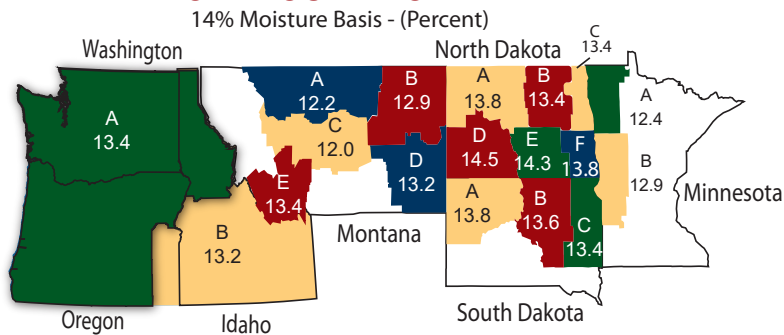 14% Moisture Basis - (Percent)
Washington
North Dakota
C
13.4
A
13.4
A
12.2
B
12.9
A
13.8
B
13.4
A
12.4
C
12.0
D
14.5
E
14.3
F
13.8
D
13.2
B
12.9
E
13.4
A
13.8
B
13.6
C
13.4
Minnesota
B
13.2
Montana
South Dakota
Oregon
Idaho